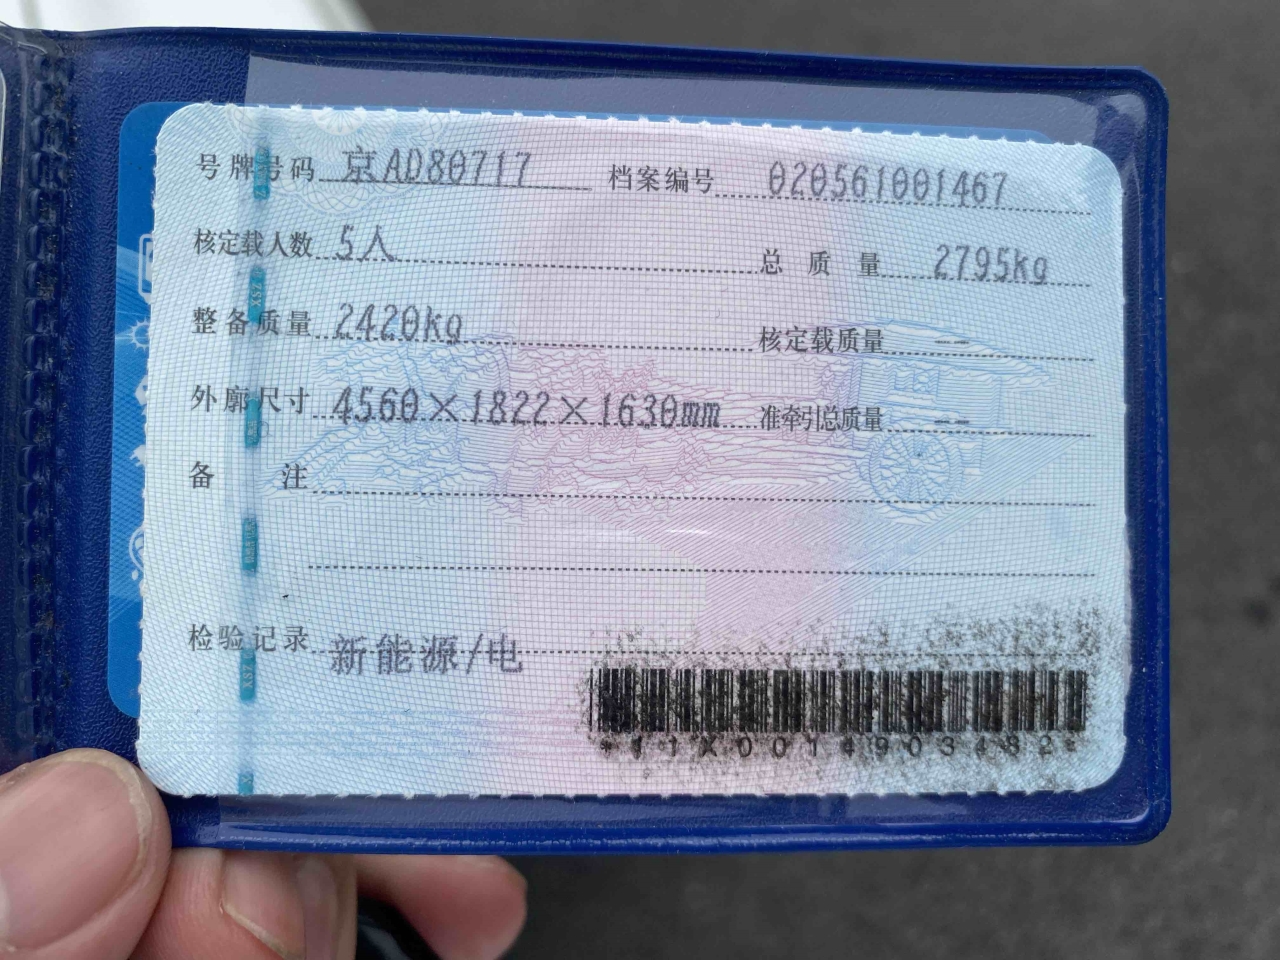 号牌号码 京AD80717 档案编号 020561001467
核定载人数 5人 总质量 2795kg
整备质量 2420kg 核定载质量 --
外廓尺寸 4560×1822×1630mm 准牵引总质量 --
备注
检验记录 新能源/电
*11X0014903482*